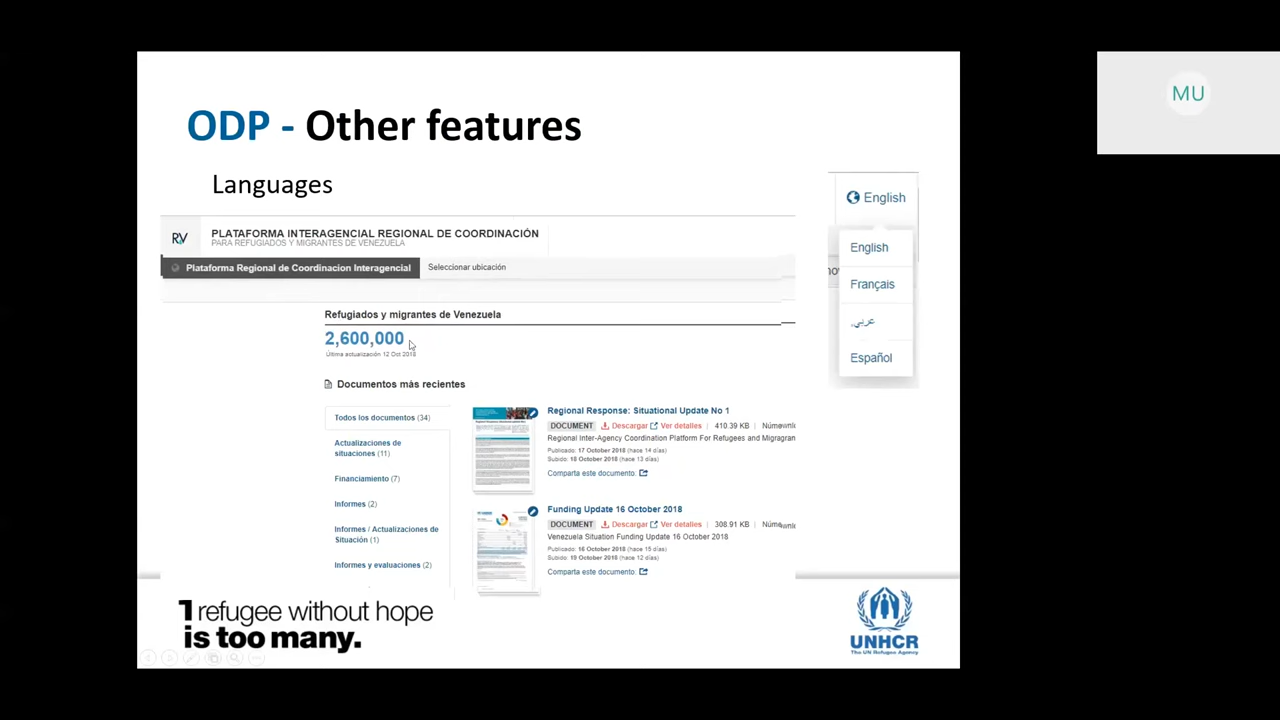 MU
ODP - Other features
Languages
RV
PLATAFORMA INTERAGENCIAL REGIONAL DE COORDINACIÓN
PARA REFUGIADOS Y MIGRANTES DE VENEZUELA
Plataforma Regional de Coordinacion Interagencial
Seleccionar ubicación
Refugiados y migrantes de Venezuela
2,600,000
Última actualización 12 Oct 2018
Documentos más recientes
Todos los documentos (34)
Actualizaciones de
situaciones (11)
Financiamiento (7)
Informes (2)
Informes / Actualizaciones de
Situación (1)
Informes y evaluaciones (2)
Regional Response: Situational Update No 1
DOCUMENT Descargar Ver detalles | 410.39 KB |
Regional Inter-Agency Coordination Platform For Refugees and
Publicado: 17 October 2018 (hace 14 días)
Subido: 18 October 2018 (hace 13 días)
Comparta este documento:
Funding Update 16 October 2018
DOCUMENT Descargar Ver detalles | 308.91 KB |
Venezuela Situation Funding Update 16 October 2018
Publicado: 16 October 2018 (hace 15 días)
Subido: 19 October 2018 (hace 12 días)
Comparta este documento:
English
English
Français
عربي
Español
1 refugee without hope
is too many.
UNHCR
The UN Refugee Agency